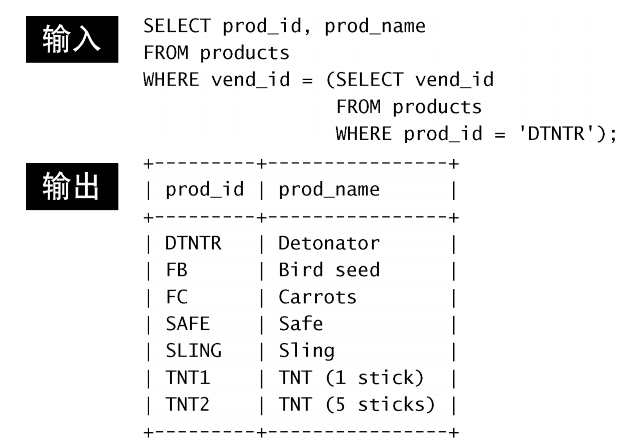 输入
SELECT prod_id, prod_name
FROM products
WHERE vend_id = (SELECT vend_id
                 FROM products
                 WHERE prod_id = 'DTNTR');
输出
+---------+----------------+
| prod_id | prod_name      |
+---------+----------------+
| DTNTR   | Detonator      |
| FB      | Bird seed      |
| FC      | Carrots        |
| SAFE    | Safe           |
| SLING   | Sling          |
| TNT1    | TNT (1 stick)  |
| TNT2    | TNT (5 sticks) |
+---------+----------------+